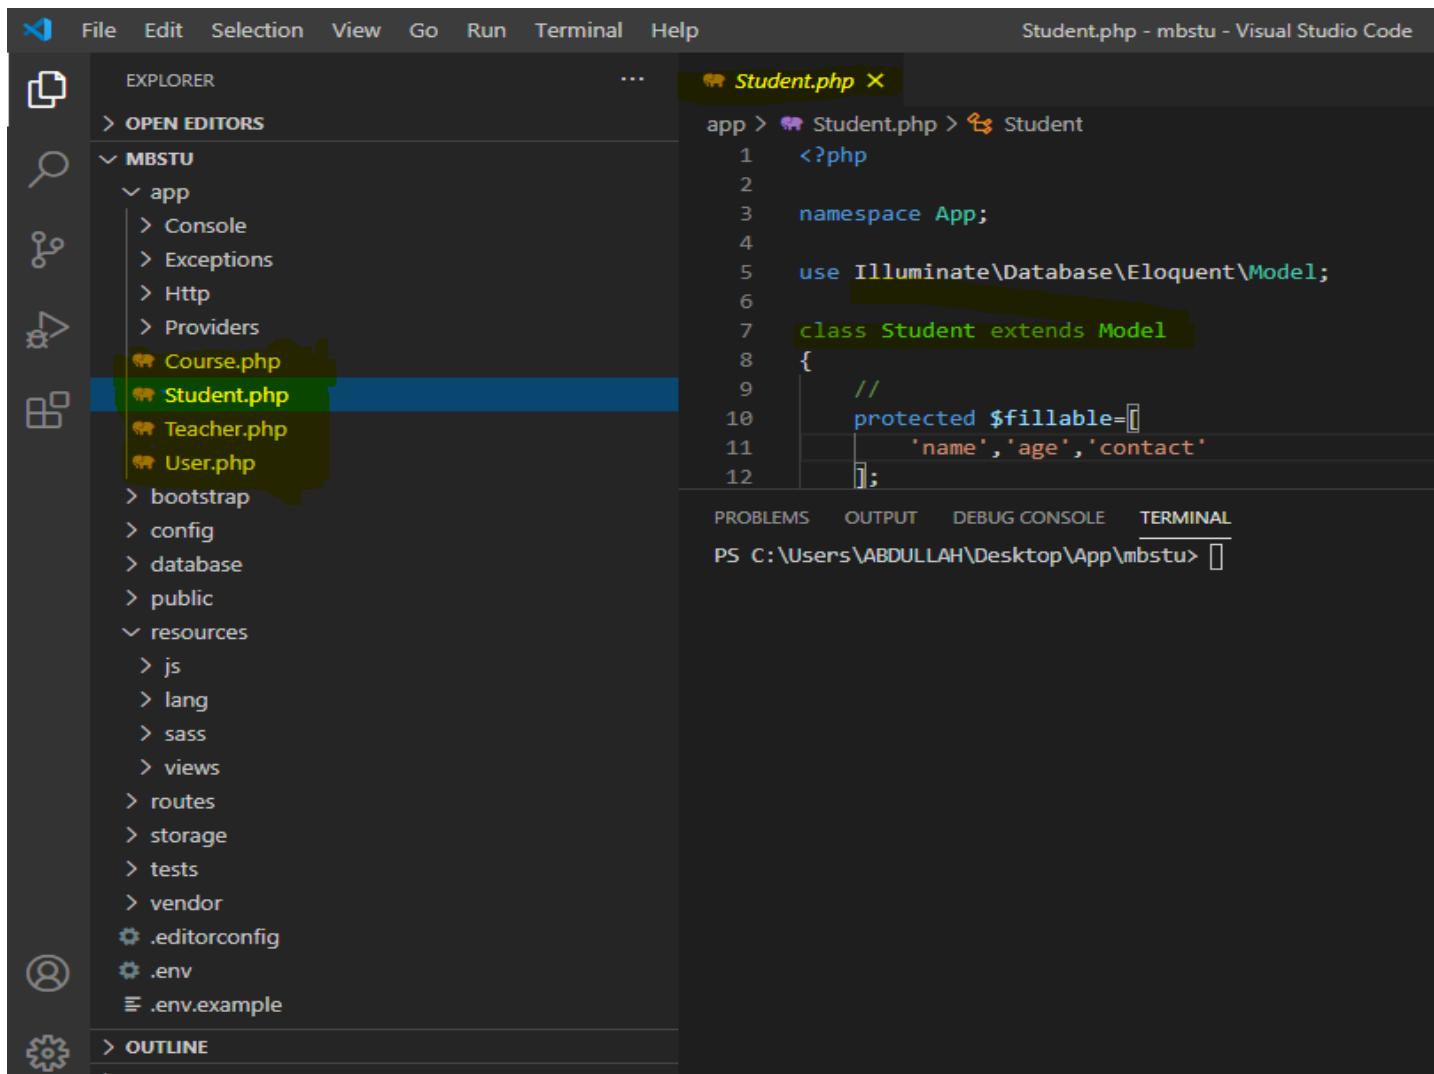 File Edit Selection View Go Run Terminal Help Student.php - mbstu - Visual Studio Code
EXPLORER ···
OPEN EDITORS
MBSTU
app
Console
Exceptions
Http
Providers
Course.php
Student.php
Teacher.php
User.php
bootstrap
config
database
public
resources
js
lang
sass
views
routes
storage
tests
vendor
.editorconfig
.env
.env.example
OUTLINE
Student.php
app > Student.php > Student
1 <?php
2
3 namespace App;
4
5 use Illuminate\Database\Eloquent\Model;
6
7 class Student extends Model
8 {
9 //
10 protected $fillable=[
11 'name','age','contact'
12 ];
PROBLEMS OUTPUT DEBUG CONSOLE TERMINAL
PS C:\Users\ABDULLAH\Desktop\App\mbstu>